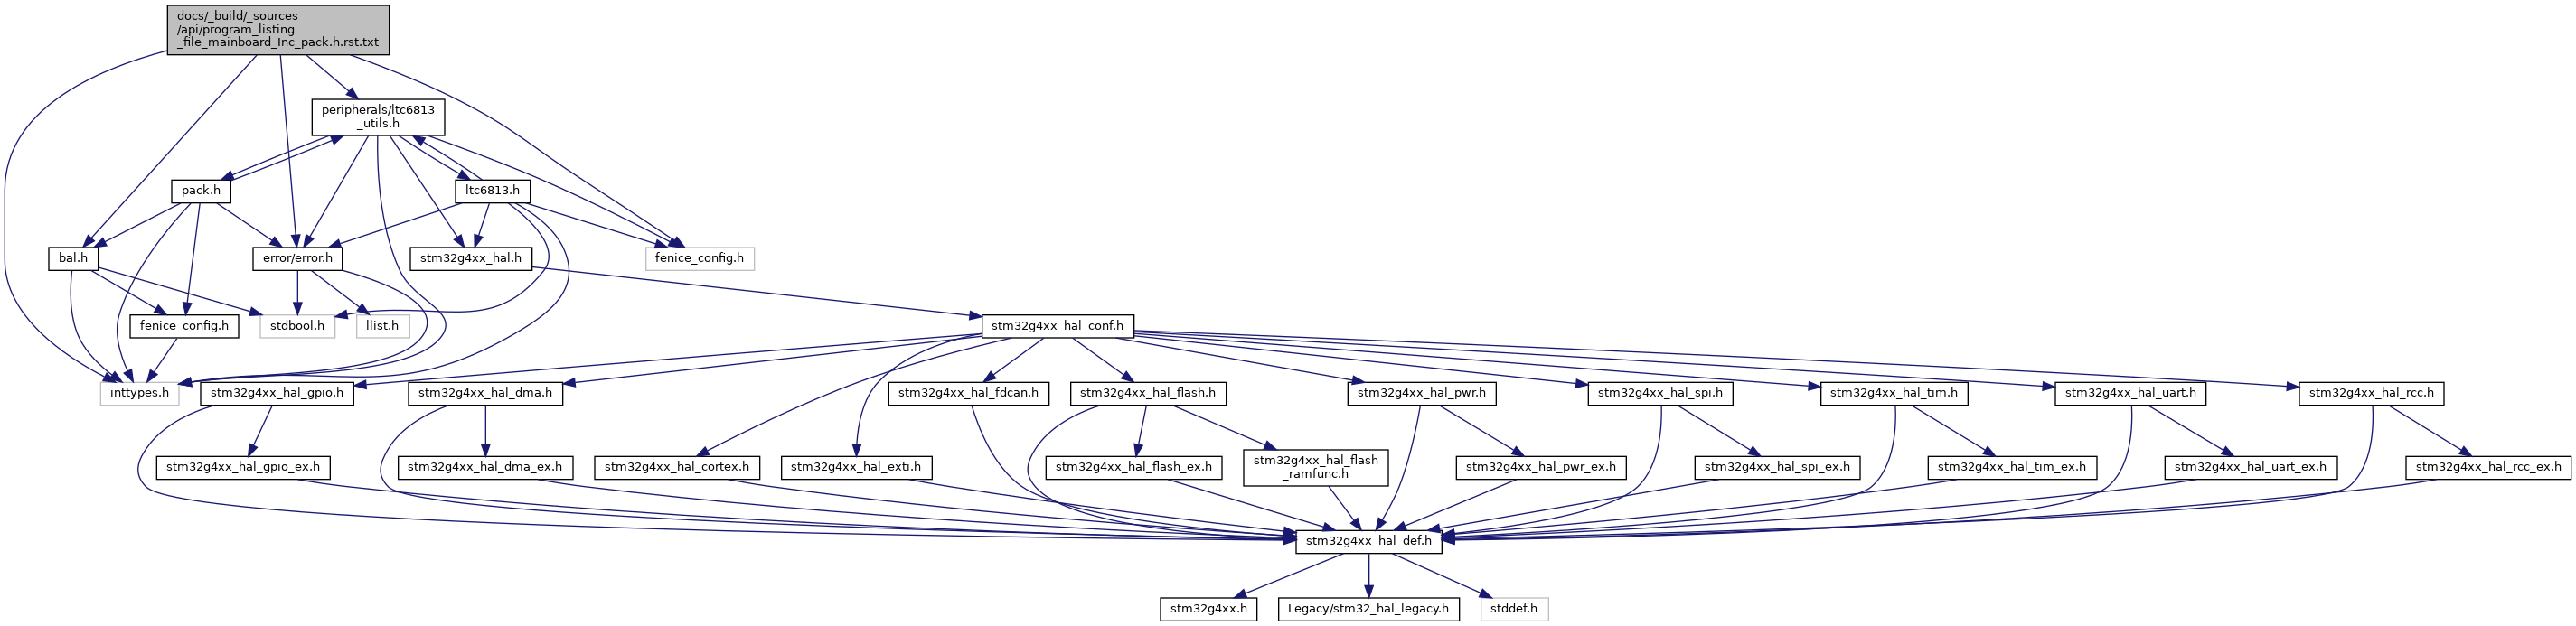 docs/_build/_sources
/api/program_listing
_file_mainboard_Inc_pack.h.rst.txt
peripherals/ltc6813
_utils.h
pack.h
ltc6813.h
bal.h
error/error.h
stm32g4xx_hal.h
fenice_config.h
fenice_config.h
stdbool.h
llist.h
stm32g4xx_hal_conf.h
inttypes.h
stm32g4xx_hal_gpio.h
stm32g4xx_hal_dma.h
stm32g4xx_hal_fdcan.h
stm32g4xx_hal_flash.h
stm32g4xx_hal_pwr.h
stm32g4xx_hal_spi.h
stm32g4xx_hal_tim.h
stm32g4xx_hal_uart.h
stm32g4xx_hal_rcc.h
stm32g4xx_hal_gpio_ex.h
stm32g4xx_hal_dma_ex.h
stm32g4xx_hal_cortex.h
stm32g4xx_hal_exti.h
stm32g4xx_hal_flash_ex.h
stm32g4xx_hal_flash
_ramfunc.h
stm32g4xx_hal_pwr_ex.h
stm32g4xx_hal_spi_ex.h
stm32g4xx_hal_tim_ex.h
stm32g4xx_hal_uart_ex.h
stm32g4xx_hal_rcc_ex.h
stm32g4xx_hal_def.h
stm32g4xx.h
Legacy/stm32_hal_legacy.h
stddef.h